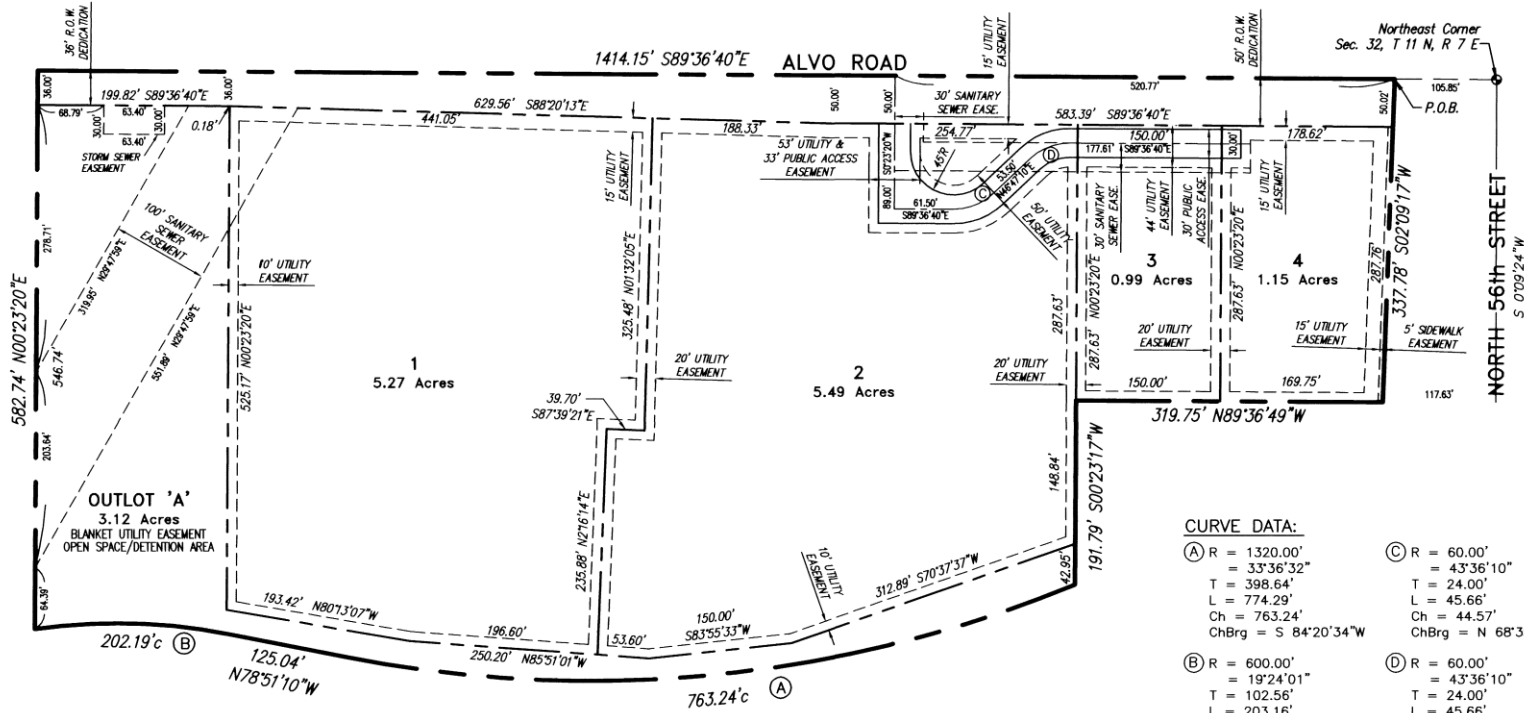 36' R.O.W.
DEDICATION
1414.15' S89°36'40"E
ALVO ROAD
15' UTILITY
EASEMENT
50' R.O.W.
DEDICATION
Northeast Corner
Sec. 32, T 11 N, R 7 E
520.77'
105.85'
P.O.B.
36.00'
199.82' S89°36'40"E
36.00'
68.79'
63.40'
30.00'
30.00'
63.40'
0.18'
STORM SEWER
EASEMENT
629.56' S88°20'13"E
441.05'
188.33'
50.00'
50.00'
30' SANITARY
SEWER EASE.
254.77'
583.39' S89°36'40"E
150.00'
178.62'
50.02'
177.61' S89°36'40"E
30.00'
53' UTILITY &
33' PUBLIC ACCESS
EASEMENT
S0°23'20"W
89.00'
45'R
61.50'
S89°36'40"E
53.50'
N46°47'10"E
C
D
50' UTILITY
EASEMENT
15' UTILITY
EASEMENT
30' SANITARY
SEWER EASE.
44' UTILITY
EASEMENT
30' PUBLIC
ACCESS EASE.
15' UTILITY
EASEMENT
100' SANITARY
SEWER
EASEMENT
278.71'
319.95' N29°47'59"E
551.89' N29°47'59"E
582.74' N00°23'20"E
546.74'
203.64'
64.39'
10' UTILITY
EASEMENT
525.17' N00°23'20"E
1
5.27 Acres
325.48' N01°32'05"E
20' UTILITY
EASEMENT
39.70'
S87°39'21"E
235.88' N2°16'14"E
2
5.49 Acres
287.63'
20' UTILITY
EASEMENT
287.63' N00°23'20"E
3
0.99 Acres
287.63' N00°23'20"E
4
1.15 Acres
287.76'
337.78' S02°09'17"W
NORTH 56th STREET
S 0°09'24"W
20' UTILITY
EASEMENT
15' UTILITY
EASEMENT
5' SIDEWALK
EASEMENT
150.00'
169.75'
117.63'
319.75' N89°36'49"W
148.84'
191.79' S00°23'17"W
42.95'
OUTLOT 'A'
3.12 Acres
BLANKET UTILITY EASEMENT
OPEN SPACE/DETENTION AREA
193.42' N80°13'07"W
196.60'
53.60'
150.00'
S83°55'33"W
10' UTILITY
EASEMENT
312.89' S70°37'37"W
202.19'c B
125.04'
N78°51'10"W
250.20' N85°51'01"W
763.24'c A
CURVE DATA:
A R = 1320.00'
= 33°36'32"
T = 398.64'
L = 774.29'
Ch = 763.24'
ChBrg = S 84°20'34"W
C R = 60.00'
= 43°36'10"
T = 24.00'
L = 45.66'
Ch = 44.57'
ChBrg = N 68°3
B R = 600.00'
= 19°24'01"
T = 102.56'
L = 203.16'
D R = 60.00'
= 43°36'10"
T = 24.00'
L = 45.66'